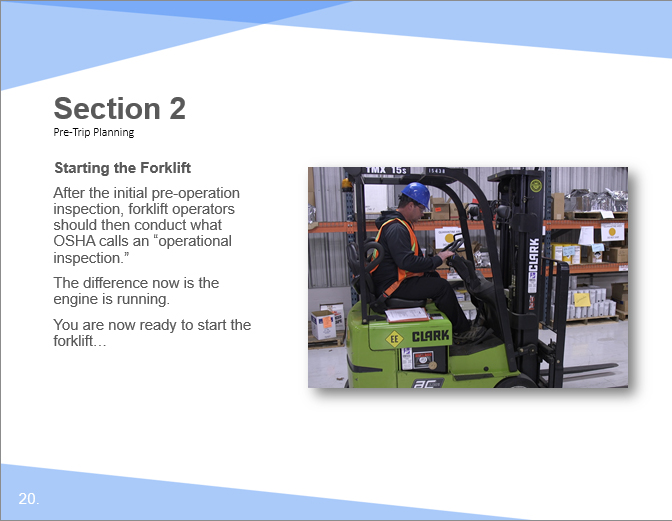 Section 2
Pre-Trip Planning
Starting the Forklift
After the initial pre-operation
inspection, forklift operators
should then conduct what
OSHA calls an “operational
inspection.”
The difference now is the
engine is running.
You are now ready to start the
forklift…
TMX 15s
15438
CLARK
EE
CLARK
AC
20.